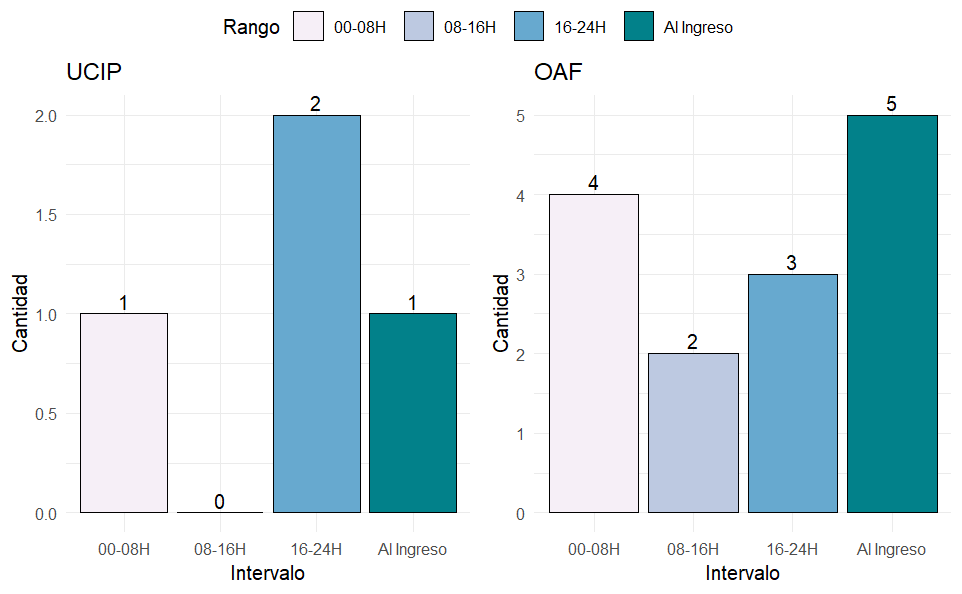 Rango 00-08H 08-16H 16-24H Al Ingreso
UCIP
Cantidad
2.0
1.5
1.0
0.5
0.0
1
0
2
1
00-08H 08-16H 16-24H Al Ingreso
Intervalo
OAF
Cantidad
5
4
3
2
1
0
4
2
3
5
00-08H 08-16H 16-24H Al Ingreso
Intervalo